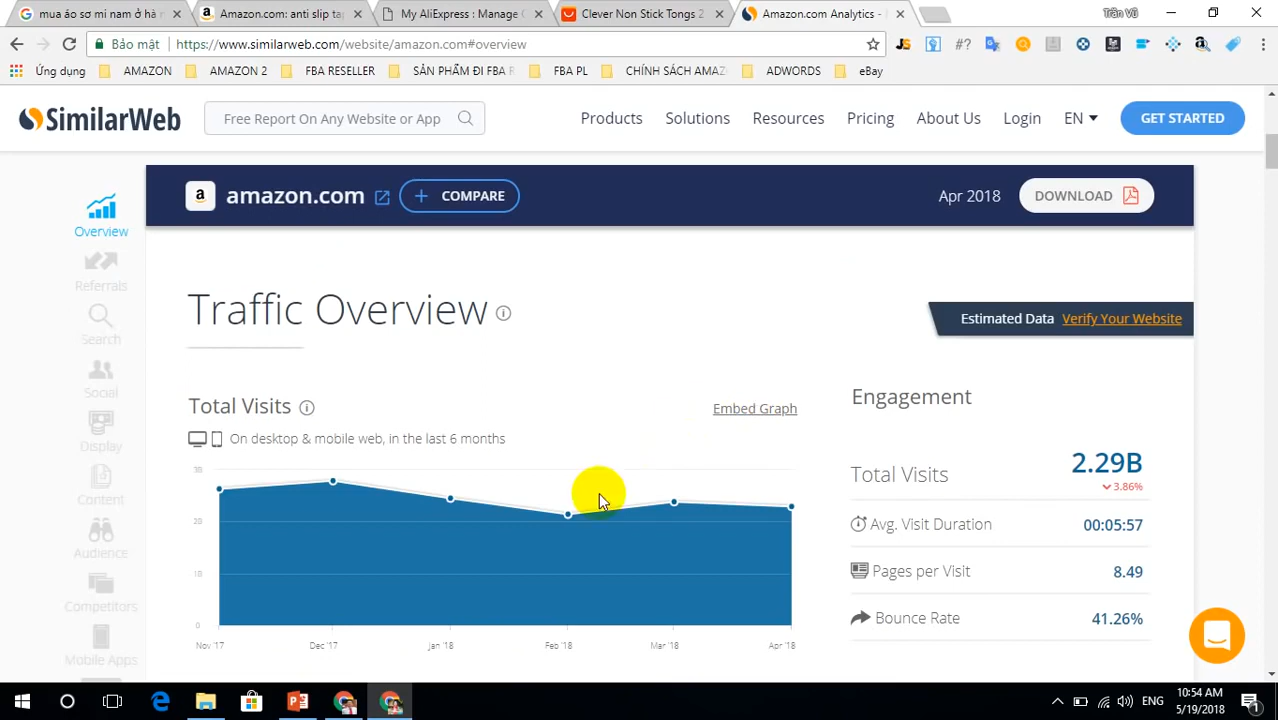 mua áo sơ mi nam ở hà n
Amazon.com: anti slip tap
My AliExpress : Manage O
Clever Non Stick Tongs 2
Amazon.com Analytics -
Trần Vũ
Bảo mật
https://www.similarweb.com/website/amazon.com#overview
Ứng dụng
AMAZON
AMAZON 2
FBA RESELLER
SẢN PHẨM ĐI FBA R
FBA PL
CHÍNH SÁCH AMAZ
ADWORDS
eBay
SimilarWeb
Free Report On Any Website or App
Products
Solutions
Resources
Pricing
About Us
Login
EN
GET STARTED
amazon.com
+ COMPARE
Apr 2018
DOWNLOAD
Overview
Referrals
Search
Social
Display
Content
Audience
Competitors
Mobile Apps
Traffic Overview
Estimated Data Verify Your Website
Total Visits
Embed Graph
On desktop & mobile web, in the last 6 months
3B
2B
1B
0
Nov '17
Dec '17
Jan '18
Feb '18
Mar '18
Apr '18
Engagement
Total Visits
2.29B
3.86%
Avg. Visit Duration
00:05:57
Pages per Visit
8.49
Bounce Rate
41.26%
ENG
10:54 AM
5/19/2018
1